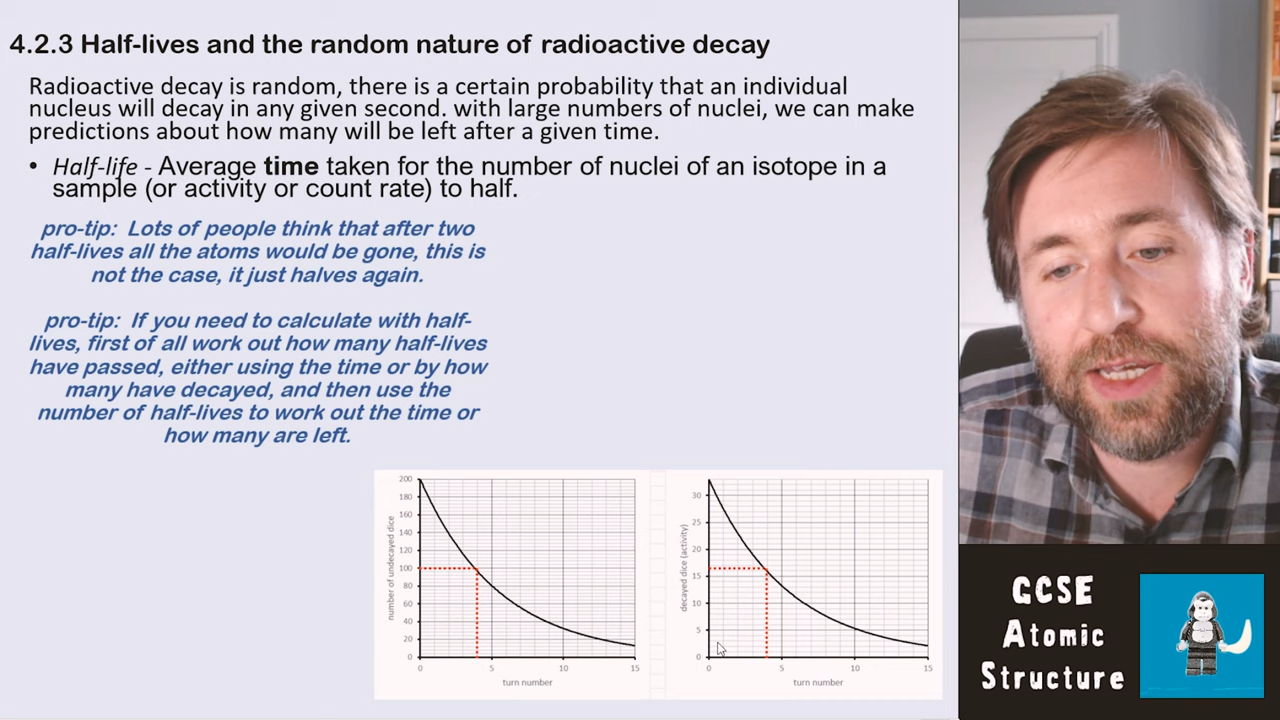 4.2.3 Half-lives and the random nature of radioactive decay
Radioactive decay is random, there is a certain probability that an individual
nucleus will decay in any given second. with large numbers of nuclei, we can make
predictions about how many will be left after a given time.
• Half-life - Average time taken for the number of nuclei of an isotope in a
sample (or activity or count rate) to half.
pro-tip: Lots of people think that after two
half-lives all the atoms would be gone, this is
not the case, it just halves again.
pro-tip: If you need to calculate with half-
lives, first of all work out how many half-lives
have passed, either using the time or by how
many have decayed, and then use the
number of half-lives to work out the time or
how many are left.
number of undecayed dice
200
180
160
140
120
100
80
60
40
20
0
0 5 10 15
turn number
decayed dice (activity)
30
25
20
15
10
5
0
0 5 10 15
turn number
GCSE
Atomic
Structure